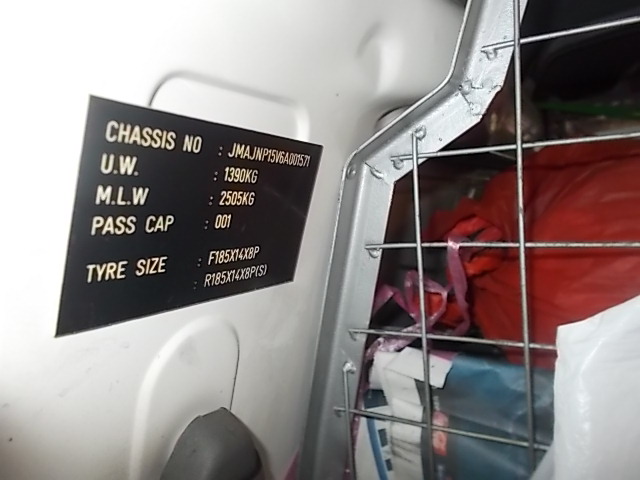 CHASSIS NO : JMAJNP15V6A001571
U.W. : 1390KG
M.L.W : 2505KG
PASS CAP : 001
TYRE SIZE : F185X14X8P
: R185X14X8P(S)